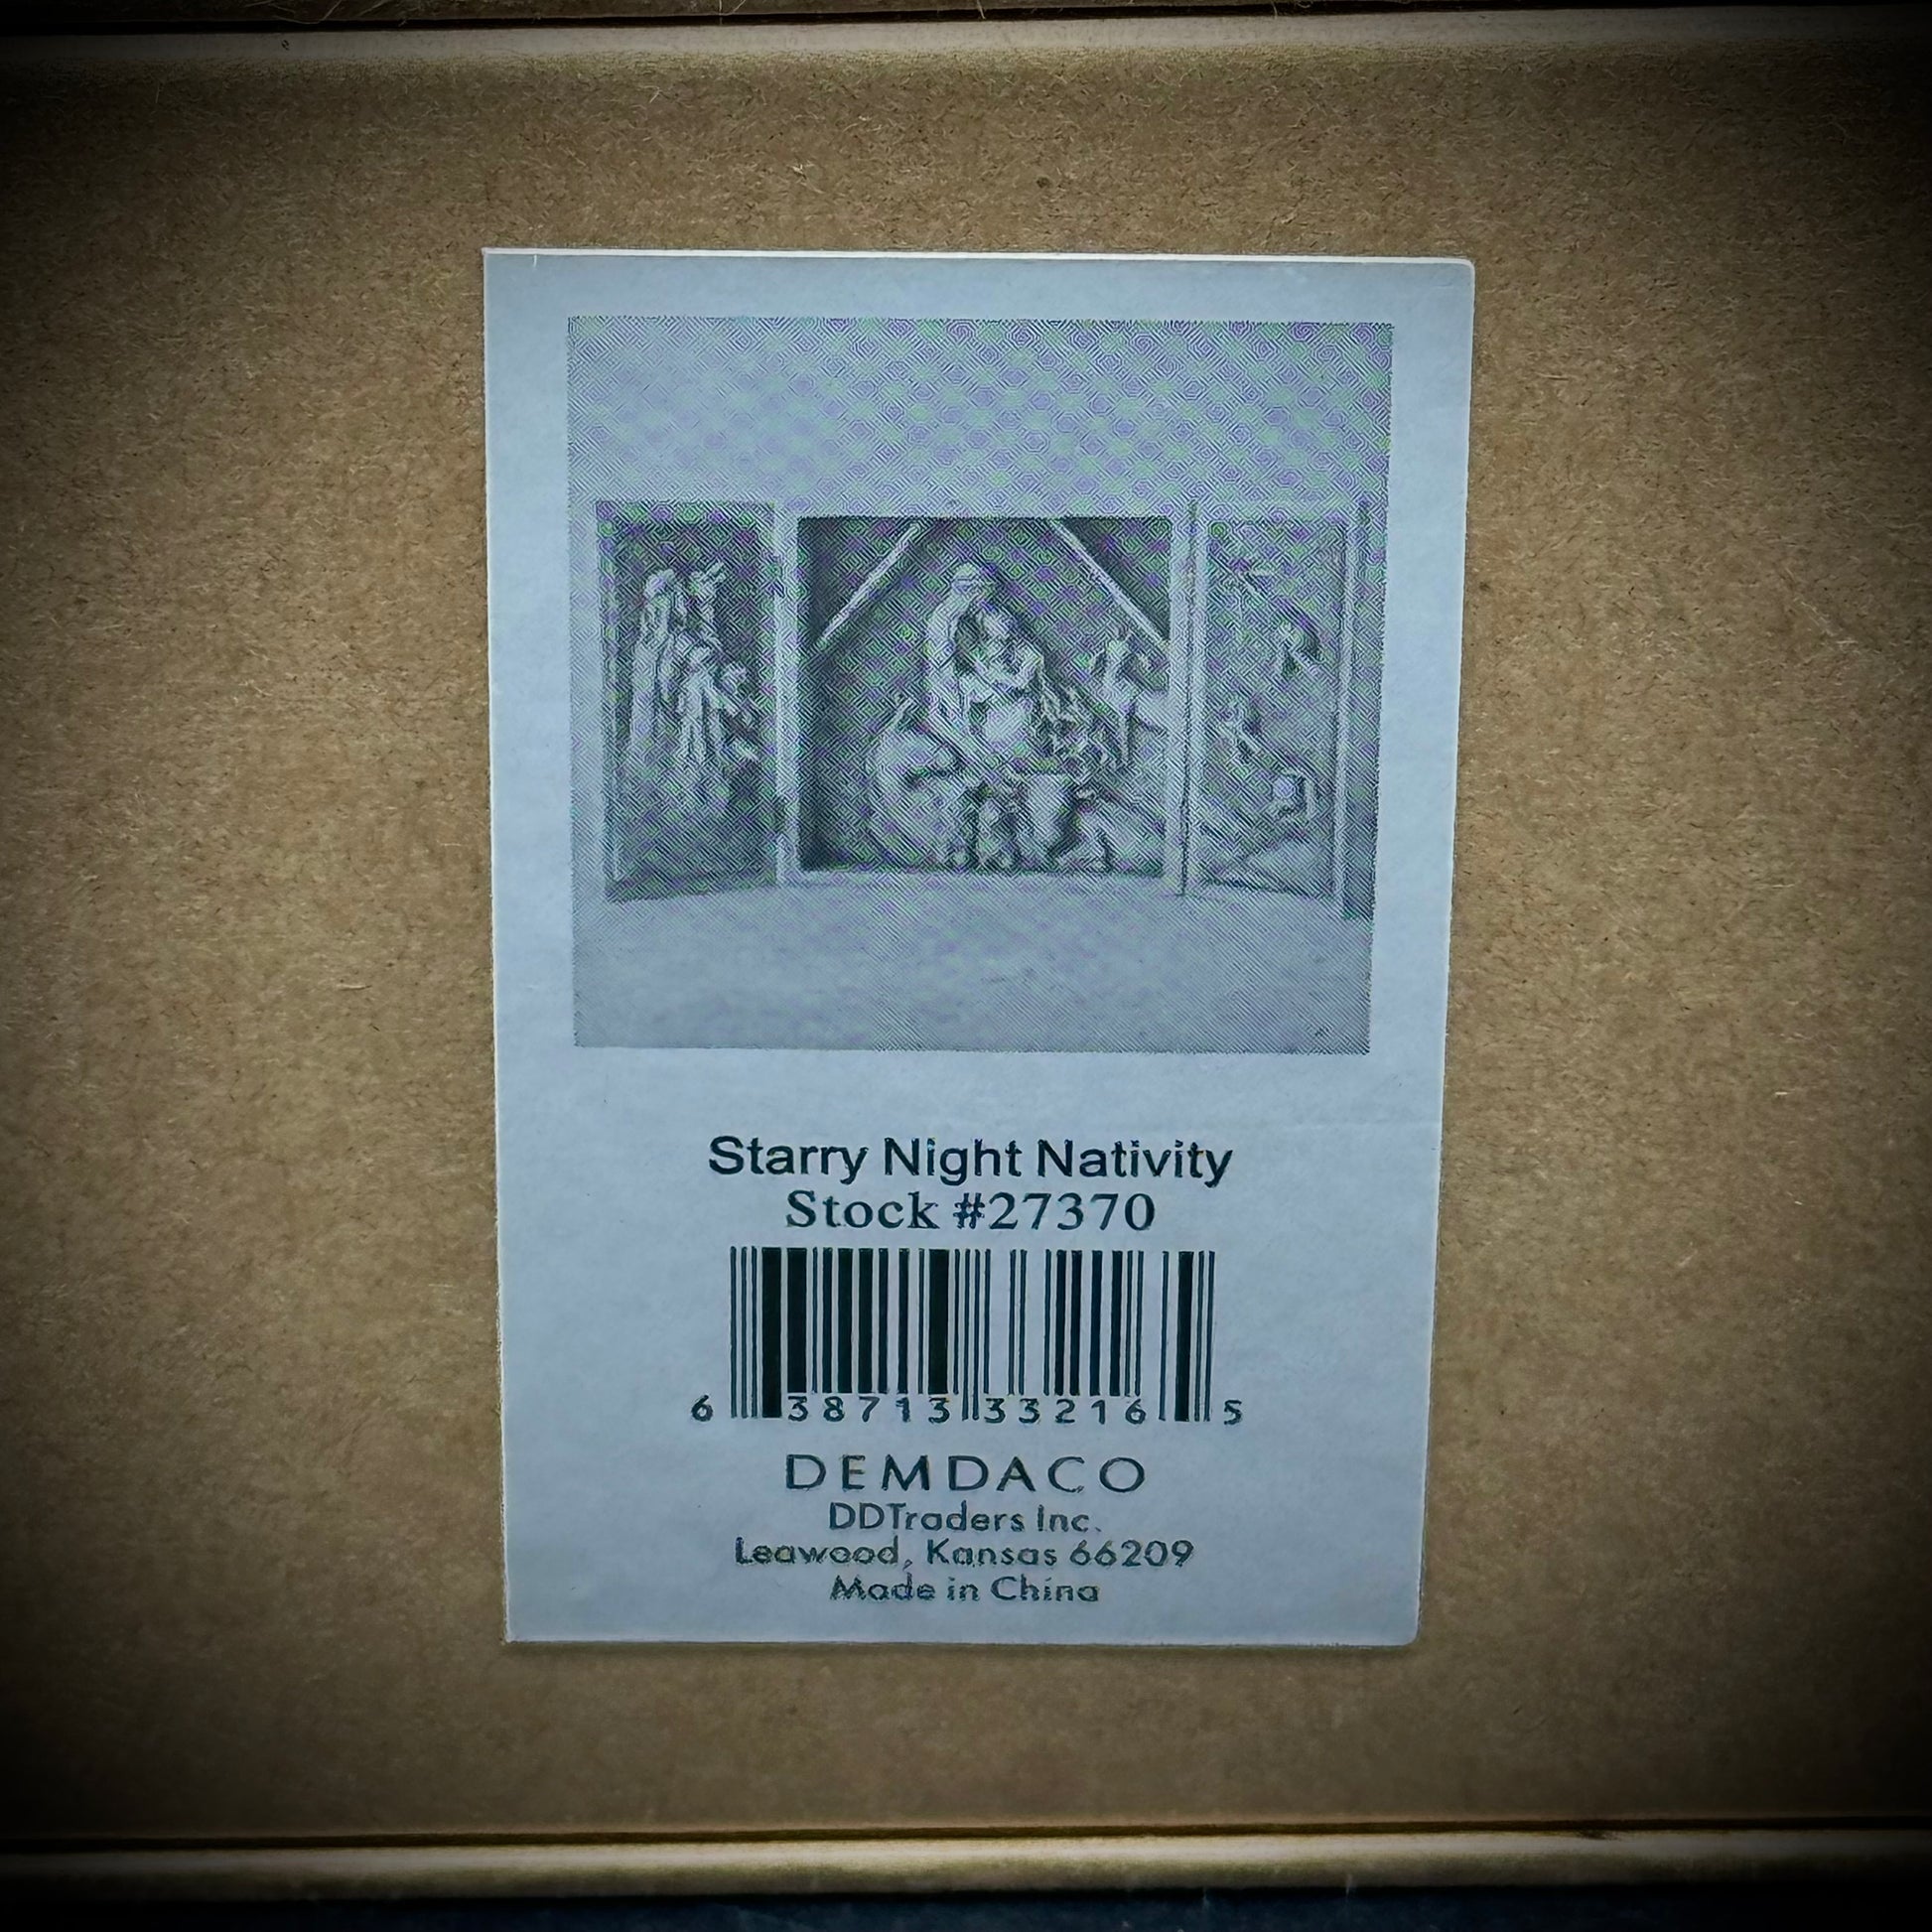 Starry Night Nativity
Stock #27370
6 38713 33216 5
DEMDACO
DDTraders Inc.
Leawood, Kansas 66209
Made in China